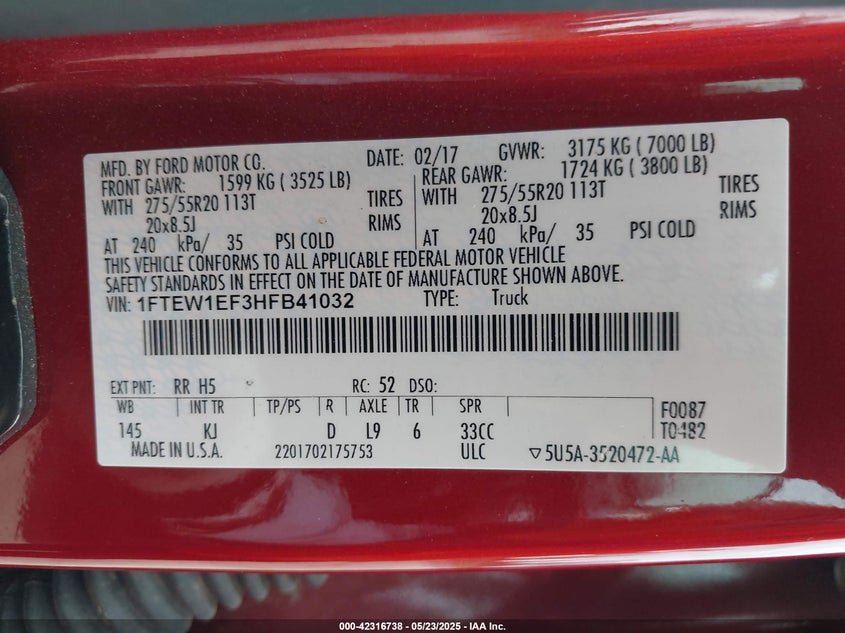 MFD. BY FORD MOTOR CO. DATE: 02/17 GVWR: 3175 KG ( 7000 LB)
FRONT GAWR: 1599 KG ( 3525 LB) REAR GAWR: 1724 KG ( 3800 LB)
WITH 275/55R20 113T TIRES WITH 275/55R20 113T TIRES
20x8.5J RIMS 20x8.5J RIMS
AT 240 kPa/ 35 PSI COLD AT 240 kPa/ 35 PSI COLD
THIS VEHICLE CONFORMS TO ALL APPLICABLE FEDERAL MOTOR VEHICLE
SAFETY STANDARDS IN EFFECT ON THE DATE OF MANUFACTURE SHOWN ABOVE.
VIN: 1FTEW1EF3HFB41032 TYPE: Truck
EXT PNT: RR H5 RC: 52 DSO:
WB INT TR TP/PS R AXLE TR SPR F0087
145 KJ D L9 6 33CC T0482
MADE IN U.S.A. 2201702175753 ULC ▽5U5A-3520472-AA
000-42316738 - 05/23/2025 - IAA Inc.